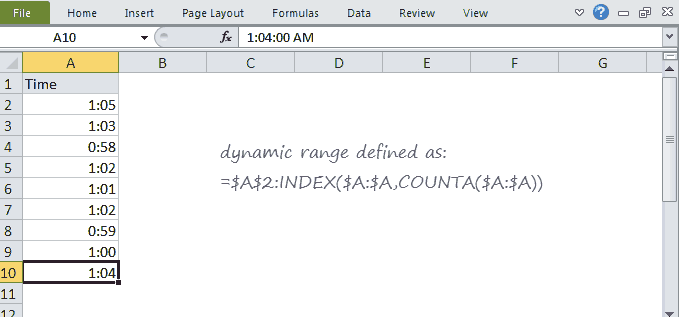 File Home Insert Page Layout Formulas Data Review View
A10 fx 1:04:00 AM
A B C D E F G
1 Time
2 1:05
3 1:03
4 0:58
5 1:02
6 1:01
7 1:02
8 0:59
9 1:00
10 1:04
11
12
dynamic range defined as:
=$A$2:INDEX($A:$A,COUNTA($A:$A))